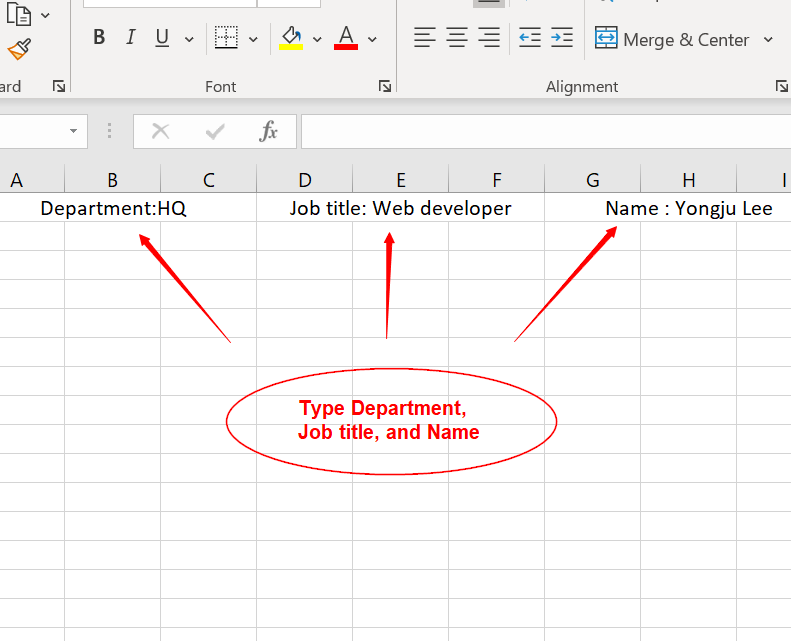 B I U A
Merge & Center
ard
Font
Alignment
fx
A B C D E F G H I
Department:HQ Job title: Web developer Name : Yongju Lee
Type Department,
Job title, and Name